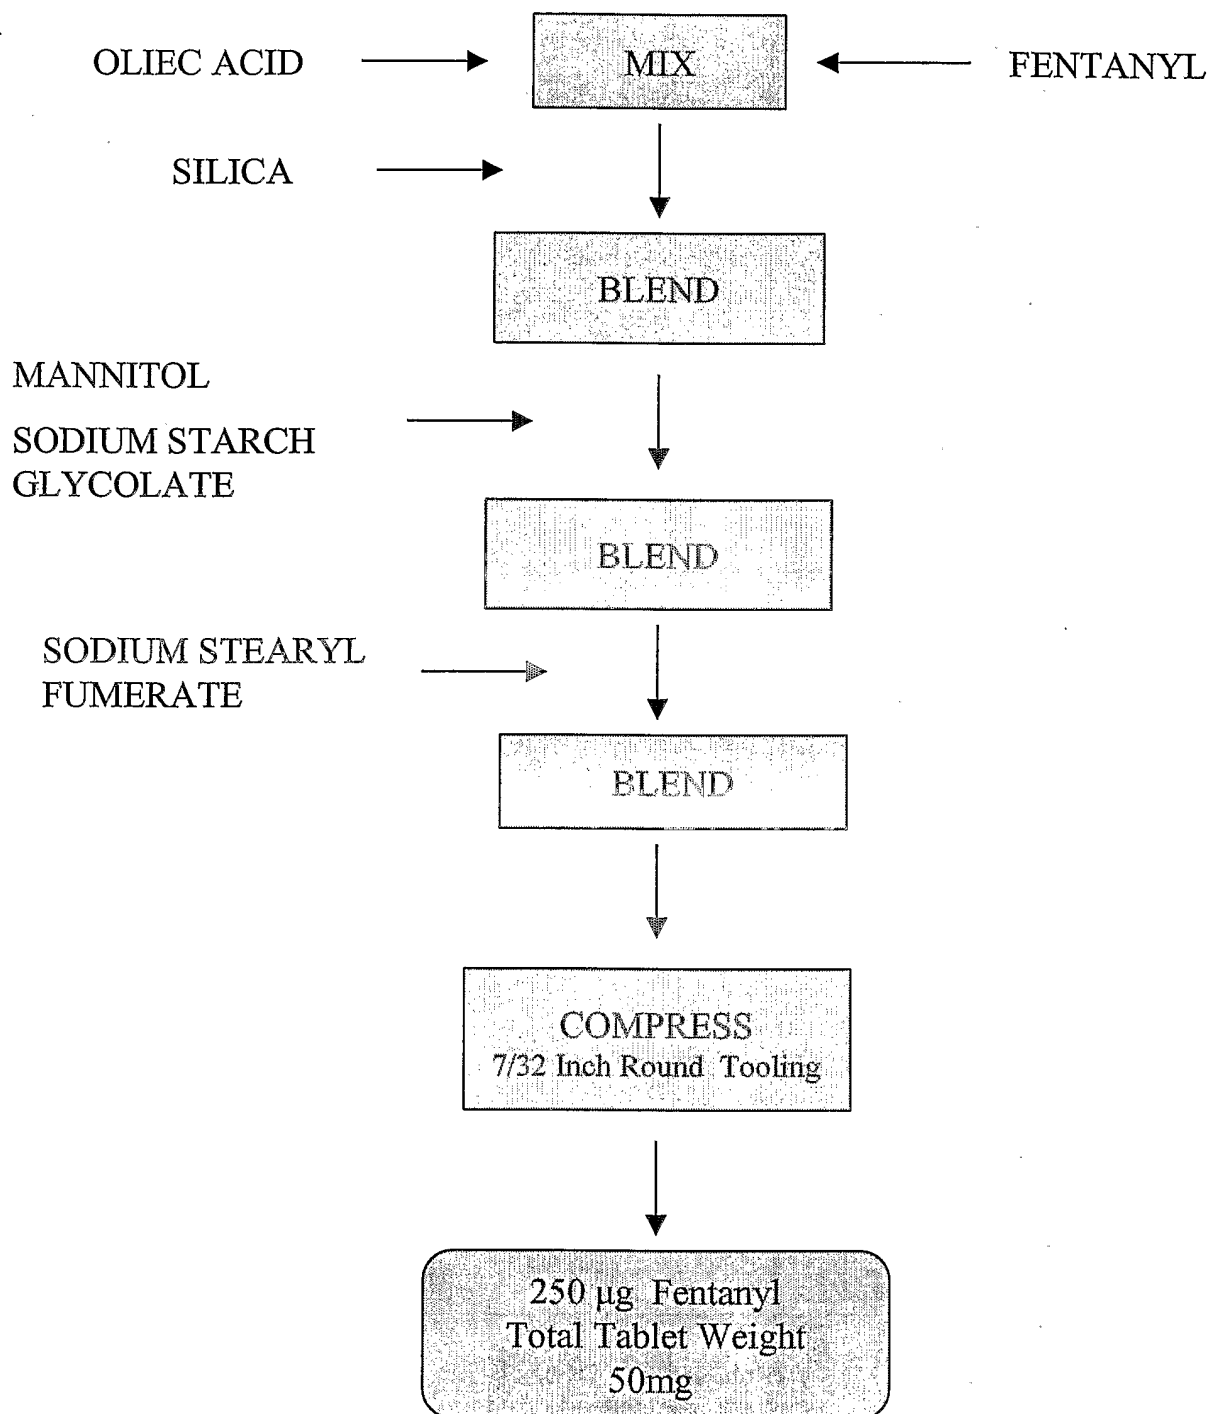 OLIEC ACID
MIX
FENTANYL
SILICA
BLEND
MANNITOL
SODIUM STARCH
GLYCOLATE
BLEND
SODIUM STEARYL
FUMERATE
BLEND
COMPRESS
7/32 Inch Round Tooling
250 µg Fentanyl
Total Tablet Weight
50mg